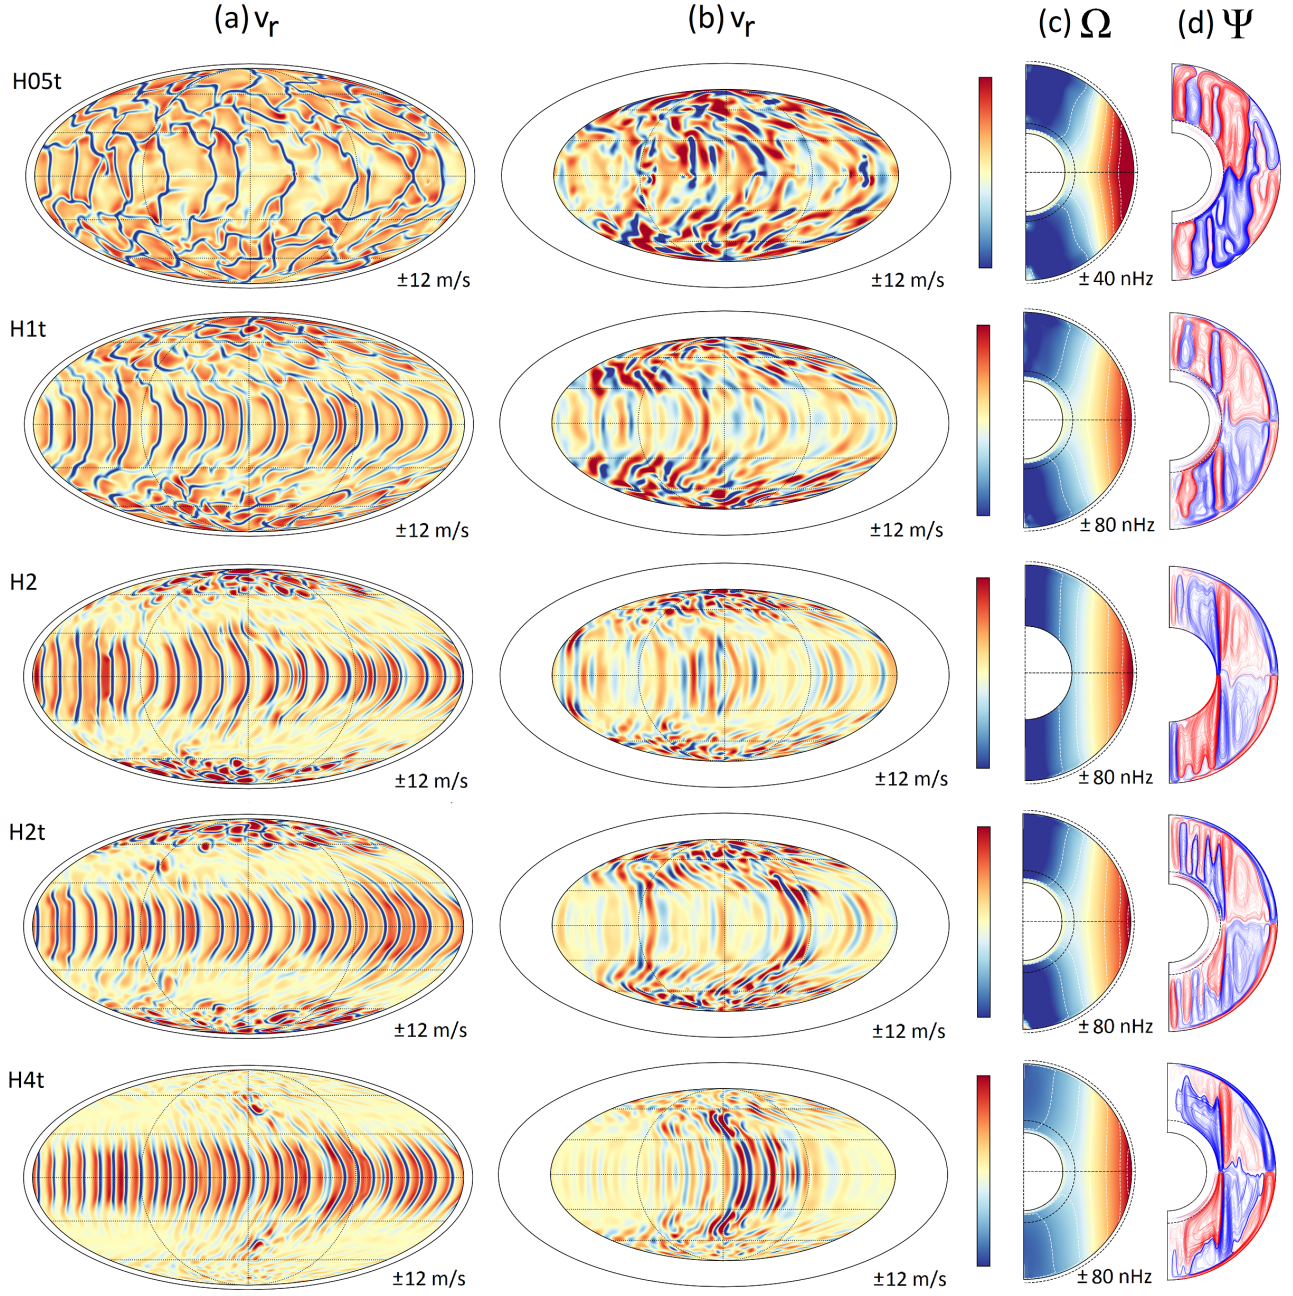 (a) vr (b) vr (c) Ω (d) Ψ
H05t
±12 m/s ±12 m/s ± 40 nHz
H1t
±12 m/s ±12 m/s ± 80 nHz
H2
±12 m/s ±12 m/s ± 80 nHz
H2t
±12 m/s ±12 m/s ± 80 nHz
H4t
±12 m/s ±12 m/s ± 80 nHz